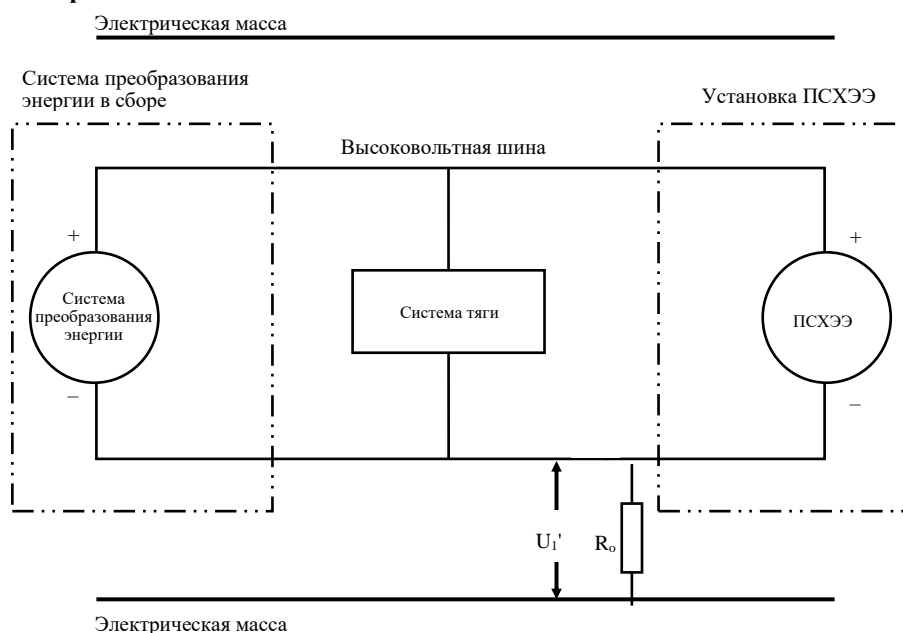 Электрическая масса
Система преобразования
энергии в сборе
Установка ПСХЭЭ
Высоковольтная шина
+
+
Система
преобразования
энергии
Система тяги
ПСХЭЭ
–
–
U₁'
Rₒ
Электрическая масса